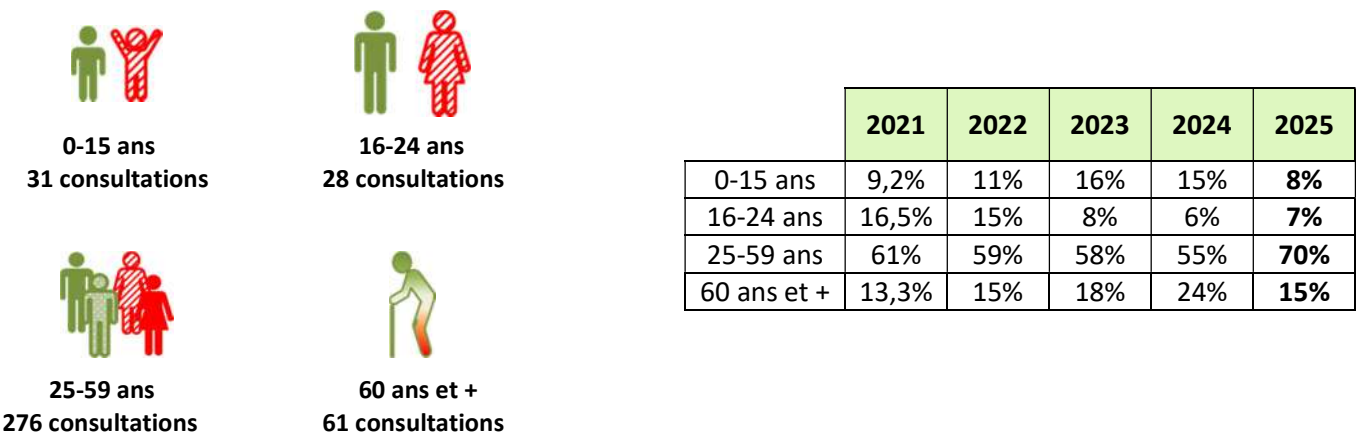 0-15 ans
31 consultations
16-24 ans
28 consultations
25-59 ans
276 consultations
60 ans et +
61 consultations
2021 2022 2023 2024 2025
0-15 ans 9,2% 11% 16% 15% 8%
16-24 ans 16,5% 15% 8% 6% 7%
25-59 ans 61% 59% 58% 55% 70%
60 ans et + 13,3% 15% 18% 24% 15%